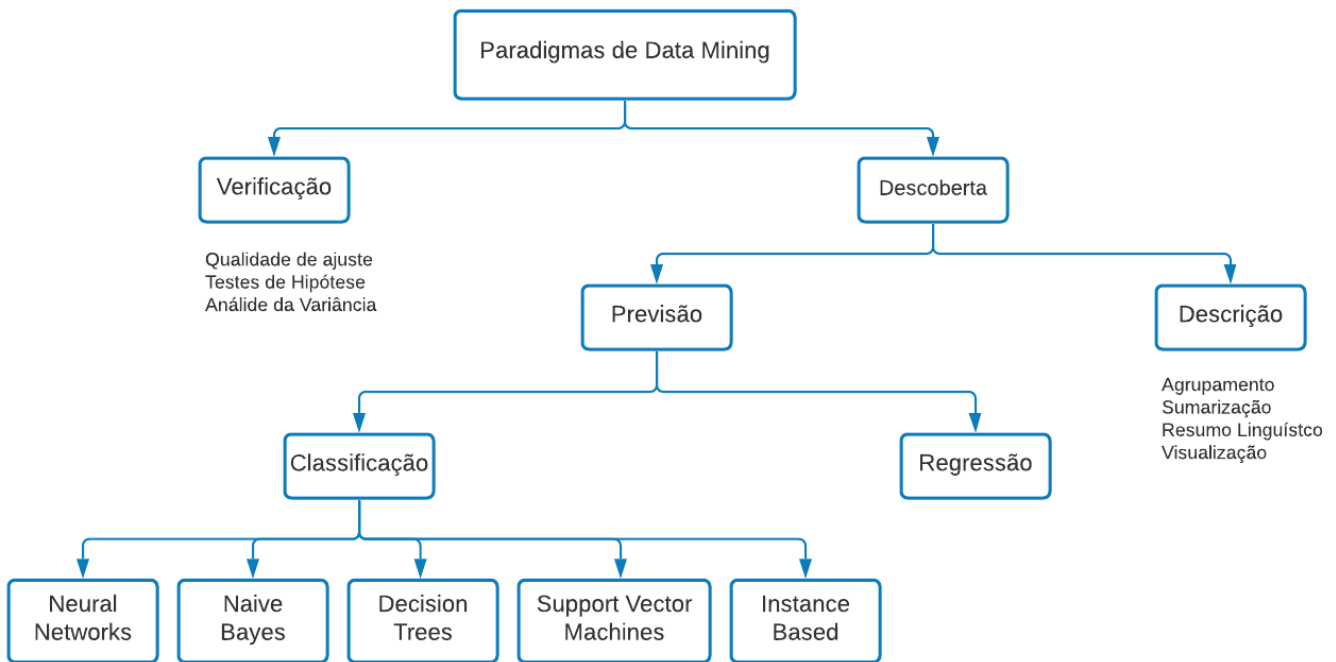 Paradigmas de Data Mining
Verificação
Descoberta
Qualidade de ajuste
Testes de Hipótese
Análide da Variância
Previsão
Descrição
Agrupamento
Sumarização
Resumo Linguístco
Visualização
Classificação
Regressão
Neural
Networks
Naive
Bayes
Decision
Trees
Support Vector
Machines
Instance
Based